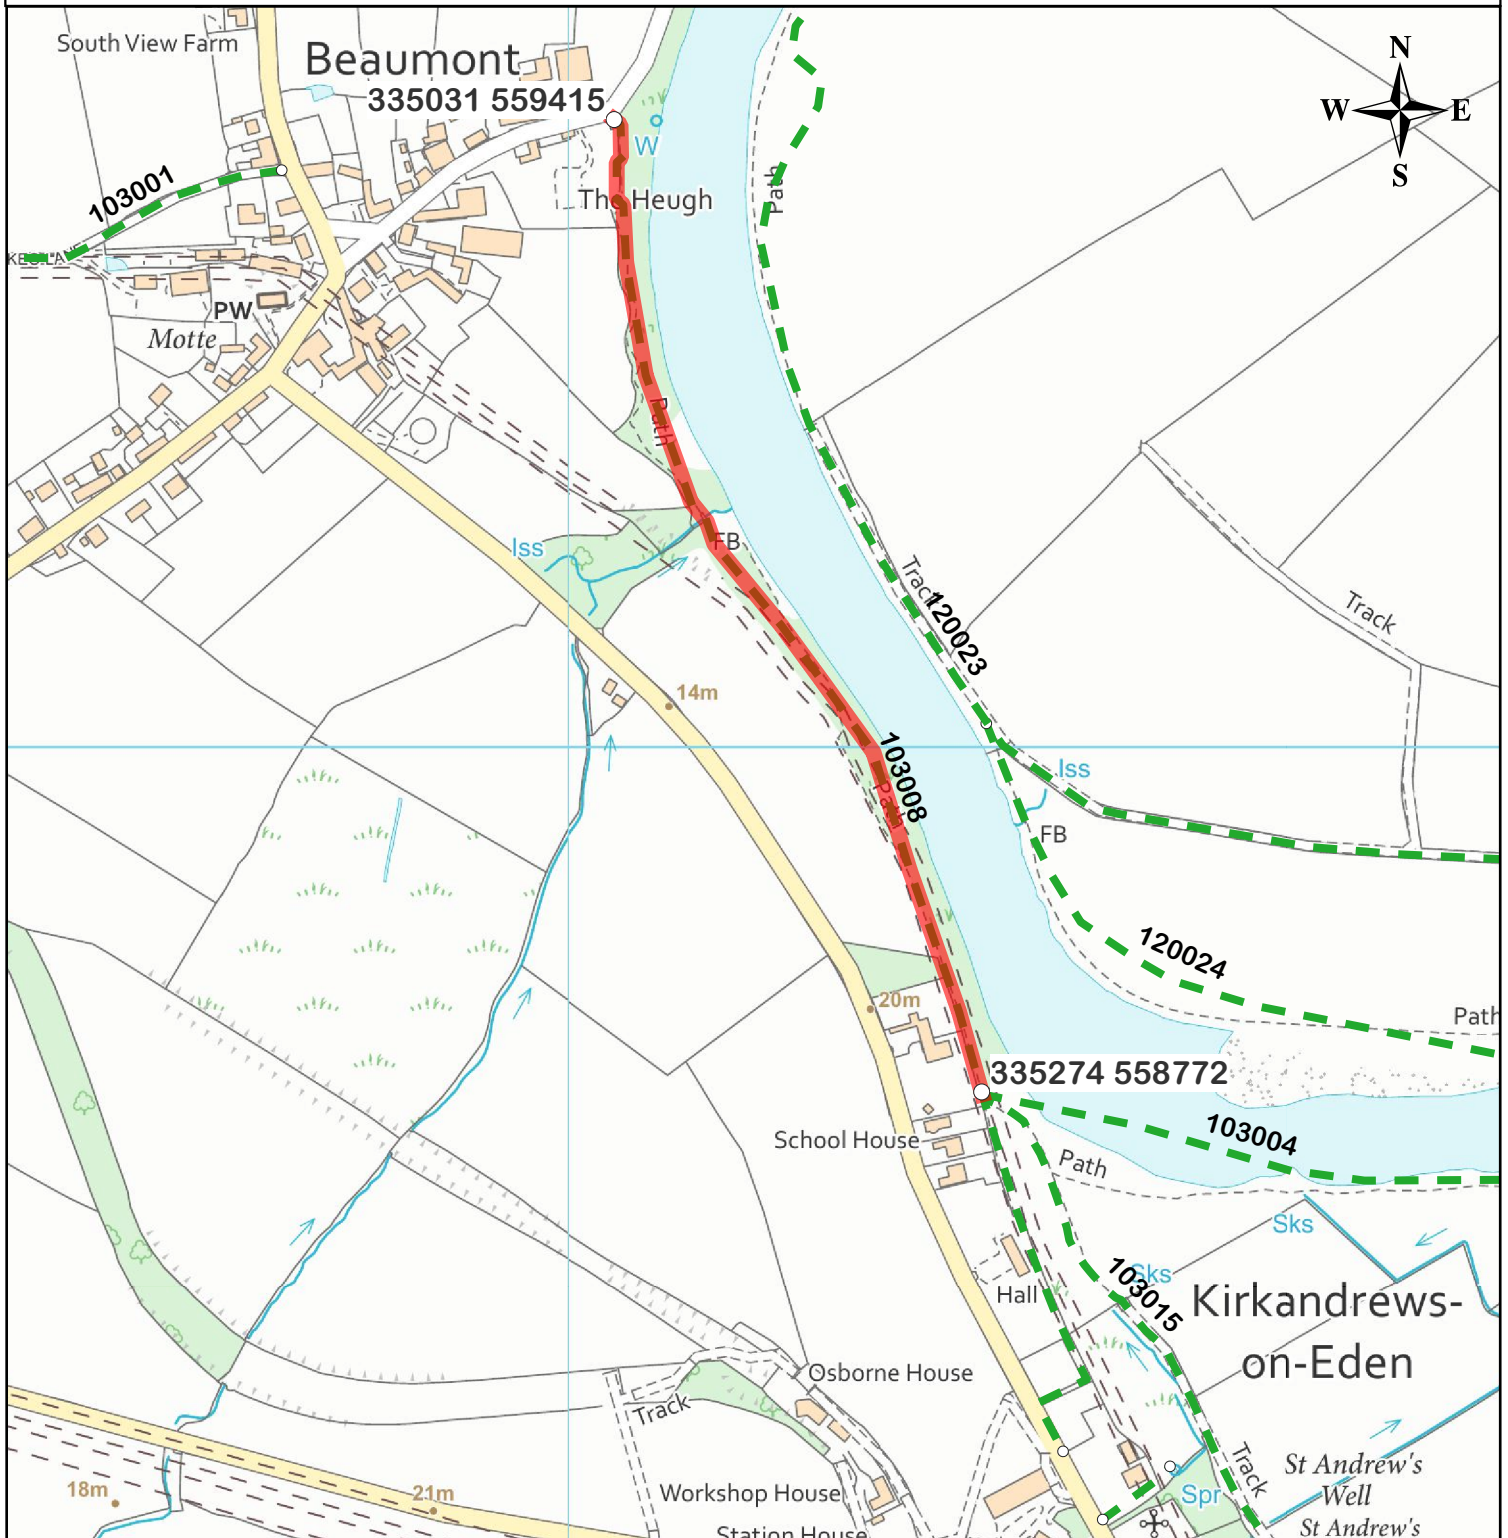 South View Farm
Beaumont
335031 559415
N
W
E
S
W
Path
103001
The Heugh
PW
Motte
Path
Iss
FB
Track
120023
Track
14m
103008
Path
Iss
FB
120024
20m
Path
335274 558772
103004
School House
Path
Sks
Sks
103015
Hall
Kirkandrews-
on-Eden
Osborne House
Track
Track
St Andrew's
Well
St Andrew's
18m
21m
Workshop House
Spr
Station House